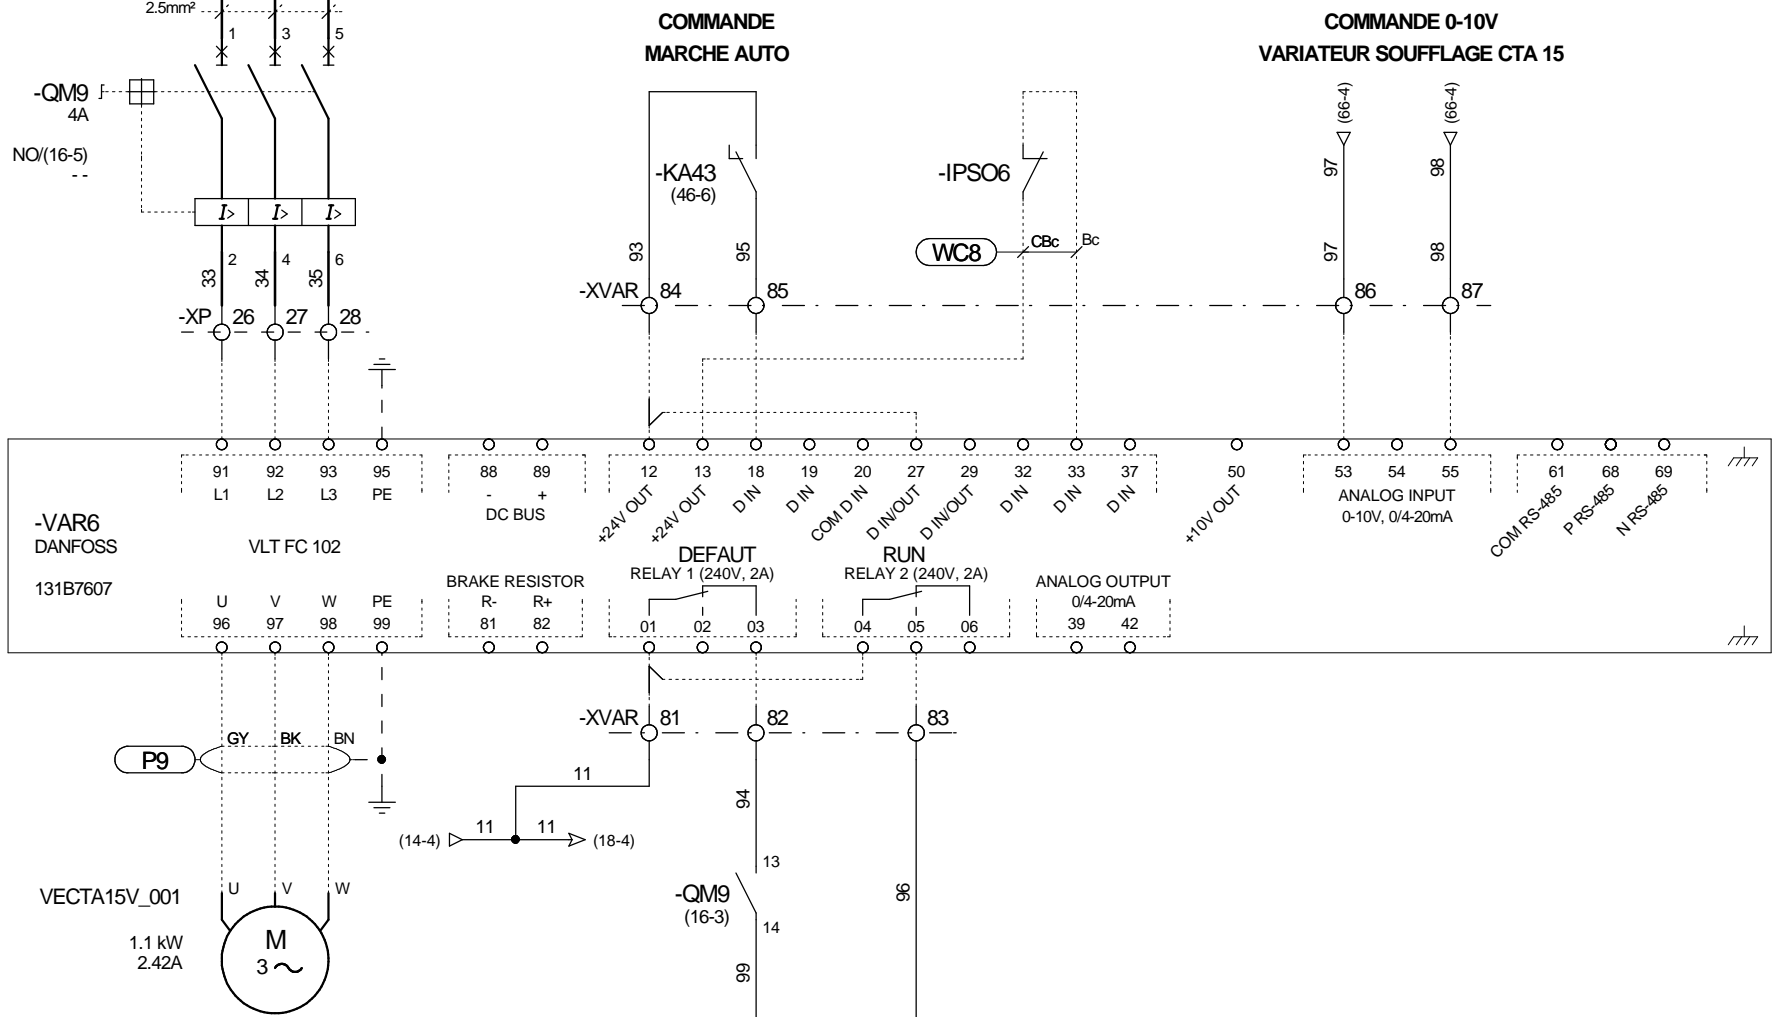 COMMANDE
MARCHE AUTO
COMMANDE 0-10V
VARIATEUR SOUFFLAGE CTA 15
2.5mm²
1 3 5
-QM9
4A
NO/(16-5)
- -
I> I> I>
2 4 6
33 34 35
-XP 26 27 28
-KA43
(46-6)
93 95
-IPSO6
WC8 CBc Bc
(66-4) (66-4)
97 98
97 98
-XVAR 84 85 86 87
91 92 93 95 88 89 12 13 18 19 20 27 29 32 33 37 50 53 54 55 61 68 69
L1 L2 L3 PE - +
DC BUS
+24V OUT +24V OUT D IN D IN COM D IN D IN/OUT D IN/OUT D IN D IN D IN +10V OUT
ANALOG INPUT
0-10V, 0/4-20mA
COM RS-485 P RS-485 N RS-485
-VAR6
DANFOSS
131B7607
VLT FC 102
DEFAUT
RELAY 1 (240V, 2A)
RUN
RELAY 2 (240V, 2A)
BRAKE RESISTOR
R- R+
81 82
ANALOG OUTPUT
0/4-20mA
39 42
U V W PE
96 97 98 99
01 02 03 04 05 06
-XVAR 81 82 83
P9 GY BK BN
11
(14-4) 11 11 (18-4)
94
13
-QM9
(16-3)
14
96
99
VECTA15V_001
U V W
1.1 kW
2.42A
M
3